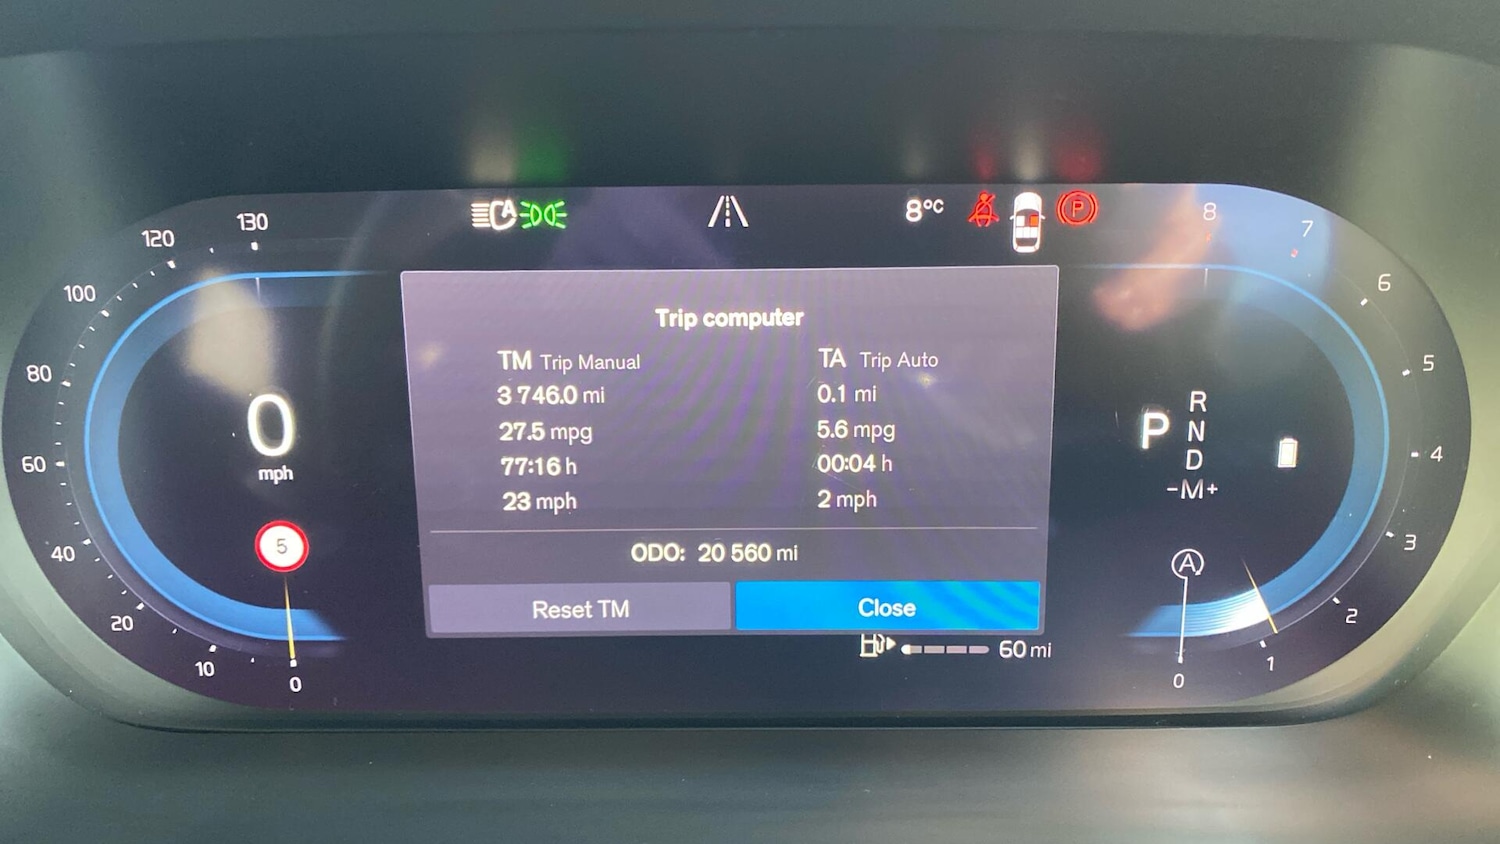 8°C
P
130
120
100
80
60
40
20
10
0
0
mph
5
Trip computer
TM Trip Manual
3 746.0 mi
27.5 mpg
77:16 h
23 mph
TA Trip Auto
0.1 mi
5.6 mpg
00:04 h
2 mph
ODO: 20 560 mi
Reset TM
Close
60 mi
P
R
N
D
-M+
A
8
7
6
5
4
3
2
1
0